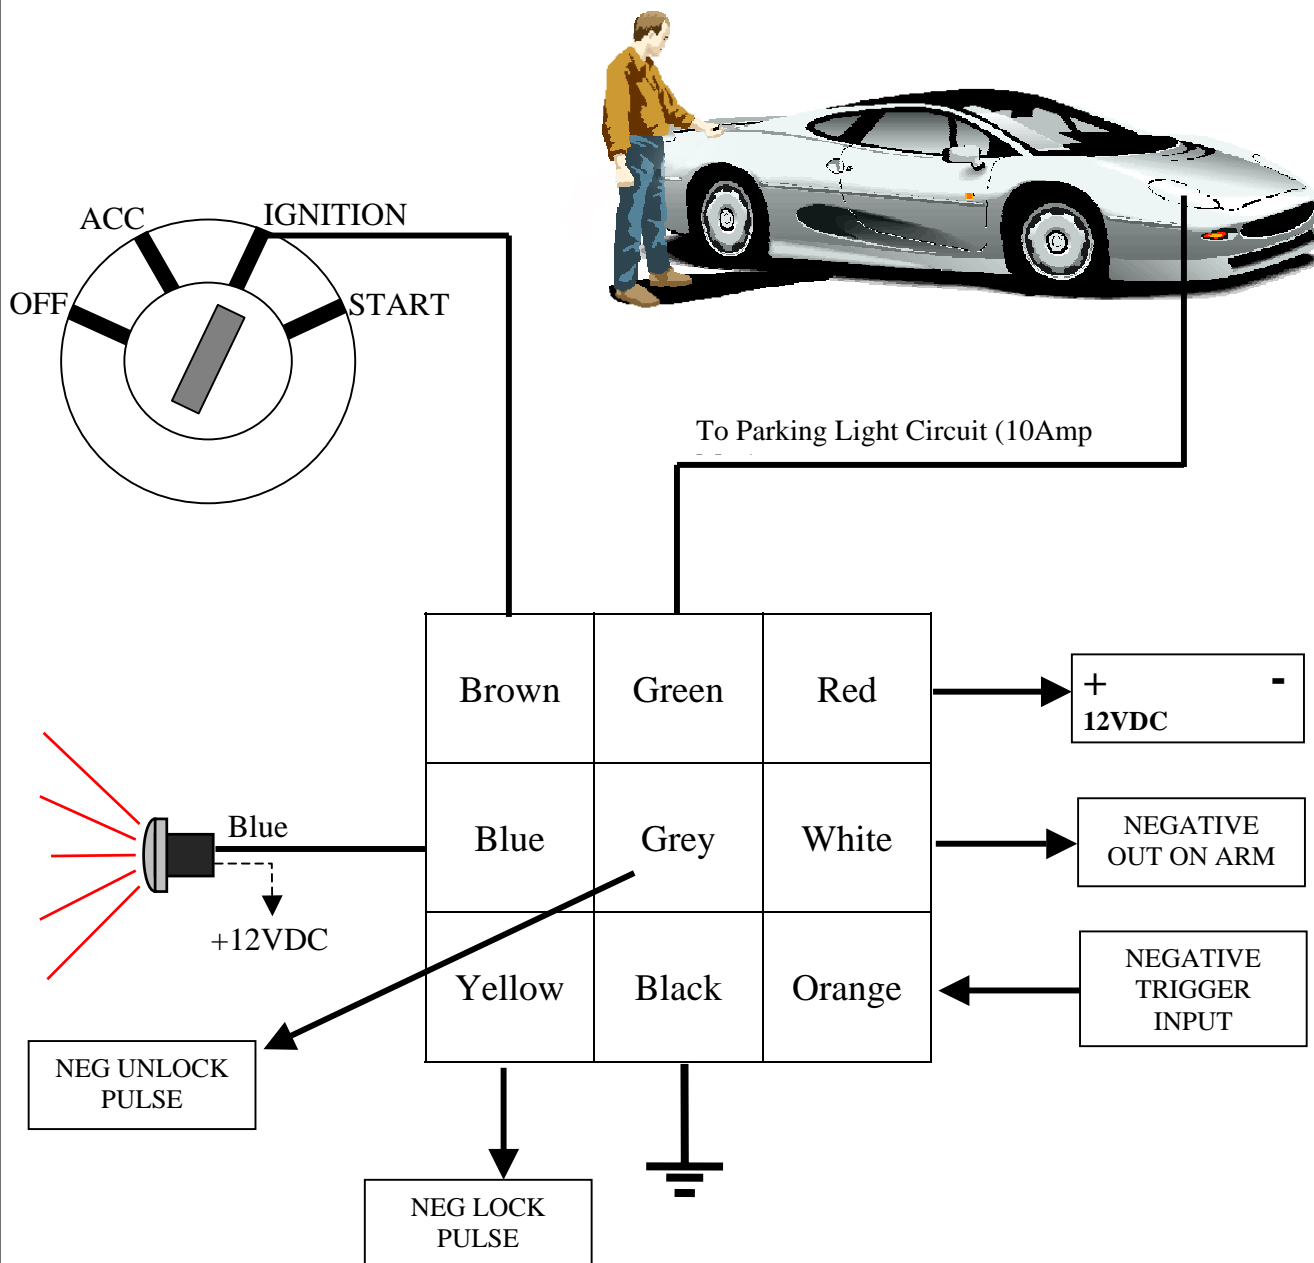 ACC
IGNITION
OFF
START
To Parking Light Circuit (10Amp
Brown
Green
Red
+ -
12VDC
Blue
Blue
Grey
White
NEGATIVE
OUT ON ARM
+12VDC
Yellow
Black
Orange
NEGATIVE
TRIGGER
INPUT
NEG UNLOCK
PULSE
NEG LOCK
PULSE